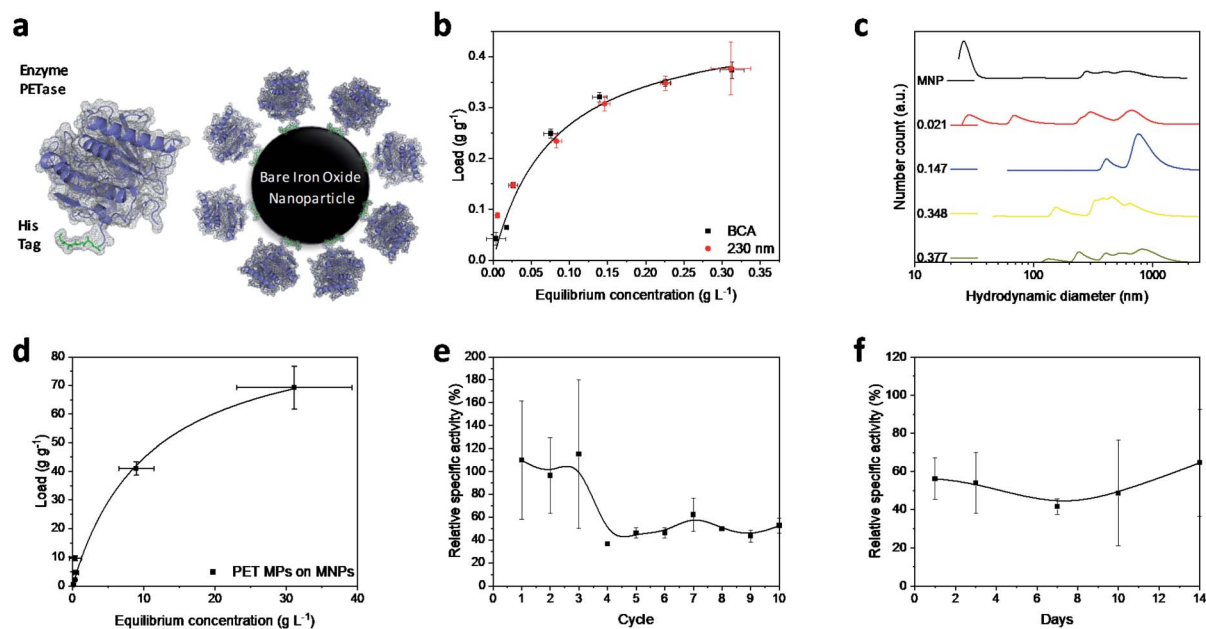 a
Enzyme
PETase
His
Tag
Bare Iron Oxide
Nanoparticle
b
Load (g g⁻¹)
0.4
0.3
0.2
0.1
0.0
0.00 0.05 0.10 0.15 0.20 0.25 0.30 0.35
Equilibrium concentration (g L⁻¹)
BCA
230 nm
c
Number count (a.u.)
MNP
0.021
0.147
0.348
0.377
10 100 1000
Hydrodynamic diameter (nm)
d
Load (g g⁻¹)
80
70
60
50
40
30
20
10
0
0 10 20 30 40
Equilibrium concentration (g L⁻¹)
PET MPs on MNPs
e
Relative specific activity (%)
200
180
160
140
120
100
80
60
40
20
0
0 1 2 3 4 5 6 7 8 9 10
Cycle
f
Relative specific activity (%)
120
100
80
60
40
20
0
0 2 4 6 8 10 12 14
Days